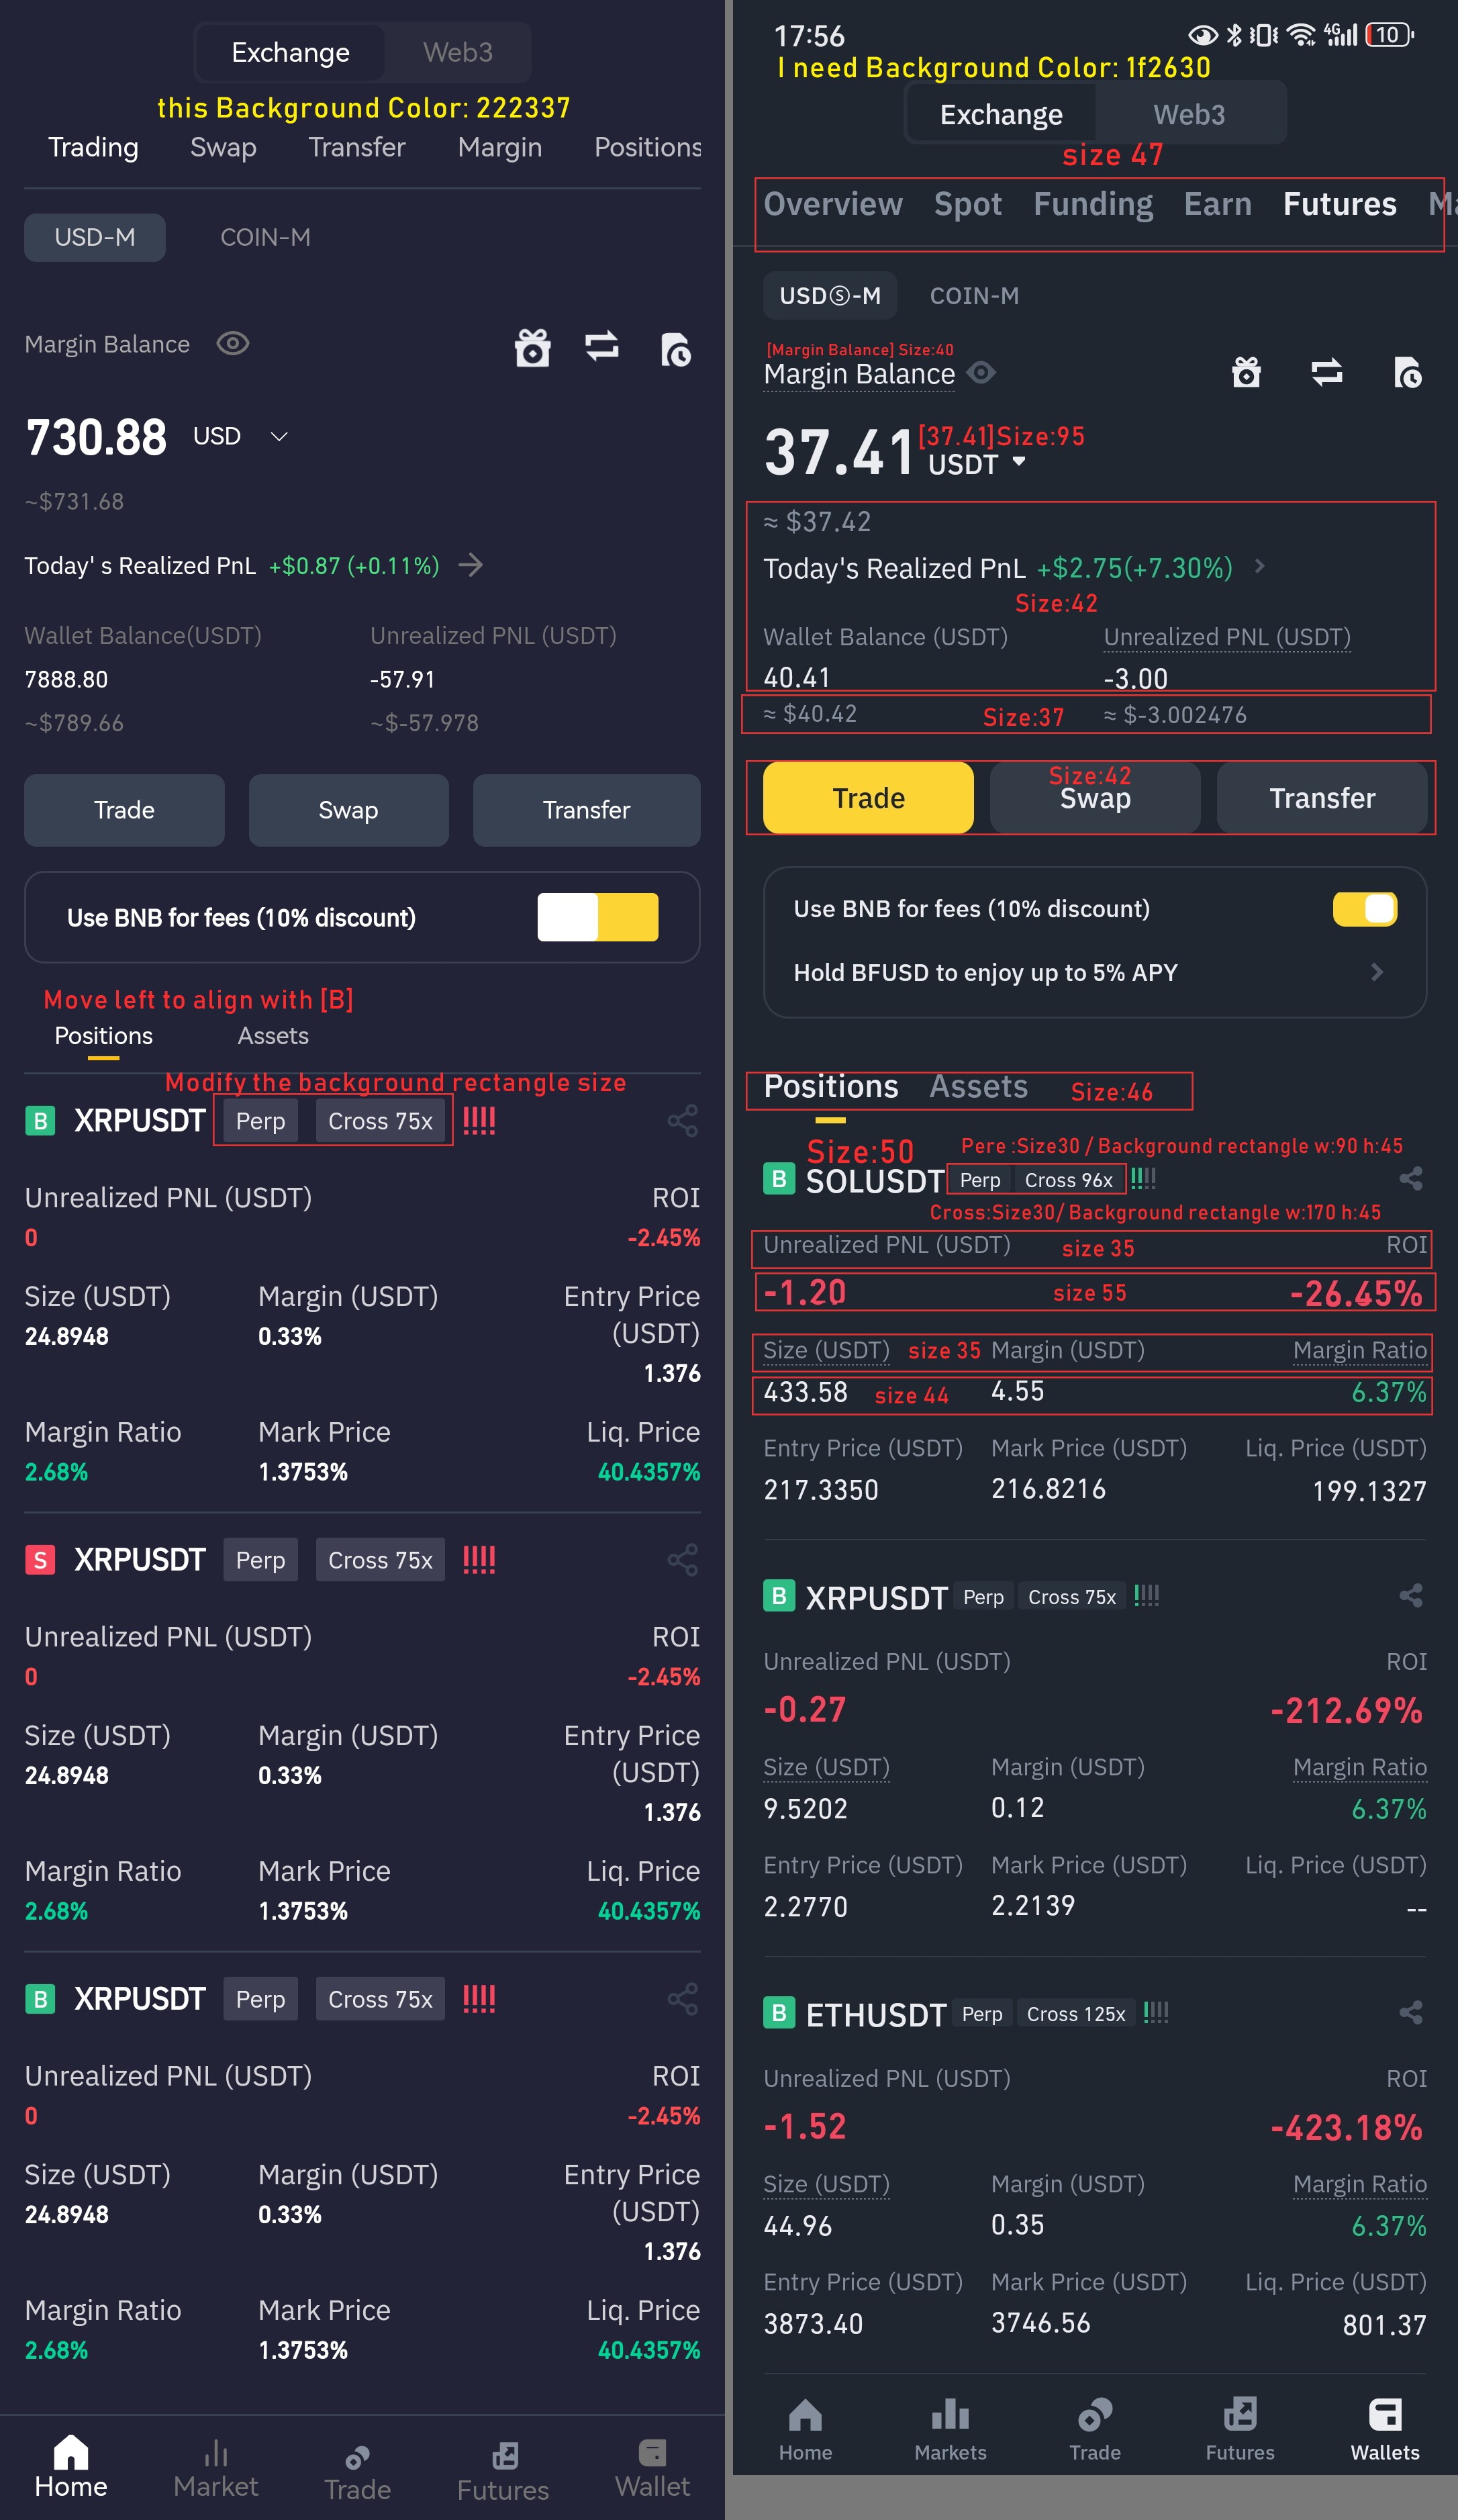 Exchange Web3
this Background Color: 222337
Trading Swap Transfer Margin Positions
USD-M COIN-M
Margin Balance
730.88 USD
~$731.68
Today' s Realized PnL +$0.87 (+0.11%)
Wallet Balance(USDT) Unrealized PNL (USDT)
7888.80 -57.91
~$789.66 ~$-57.978
Trade Swap Transfer
Use BNB for fees (10% discount)
Move left to align with [B]
Positions Assets
Modify the background rectangle size
B XRPUSDT Perp Cross 75x !!!!
Unrealized PNL (USDT) ROI
0 -2.45%
Size (USDT) Margin (USDT) Entry Price
(USDT)
24.8948 0.33%
1.376
Margin Ratio Mark Price Liq. Price
2.68% 1.3753% 40.4357%
S XRPUSDT Perp Cross 75x !!!!
Unrealized PNL (USDT) ROI
0 -2.45%
Size (USDT) Margin (USDT) Entry Price
(USDT)
24.8948 0.33%
1.376
Margin Ratio Mark Price Liq. Price
2.68% 1.3753% 40.4357%
B XRPUSDT Perp Cross 75x !!!!
Unrealized PNL (USDT) ROI
0 -2.45%
Size (USDT) Margin (USDT) Entry Price
(USDT)
24.8948 0.33%
1.376
Margin Ratio Mark Price Liq. Price
2.68% 1.3753% 40.4357%
Home Market Trade Futures Wallet
17:56 4G 10
I need Background Color: 1f2630
Exchange Web3
size 47
Overview Spot Funding Earn Futures
USDⓈ-M COIN-M
[Margin Balance] Size:40
Margin Balance
37.41 [37.41]Size:95
USDT
≈ $37.42
Today's Realized PnL +$2.75(+7.30%)
Size:42
Wallet Balance (USDT) Unrealized PNL (USDT)
40.41 -3.00
≈ $40.42 Size:37 ≈ $-3.002476
Size:42
Trade Swap Transfer
Use BNB for fees (10% discount)
Hold BFUSD to enjoy up to 5% APY
Positions Assets Size:46
Size:50 Pere :Size30 / Background rectangle w:90 h:45
B SOLUSDT Perp Cross 96x !!!!
Cross:Size30/ Background rectangle w:170 h:45
Unrealized PNL (USDT) size 35 ROI
-1.20 size 55 -26.45%
Size (USDT) size 35 Margin (USDT) Margin Ratio
433.58 size 44 4.55 6.37%
Entry Price (USDT) Mark Price (USDT) Liq. Price (USDT)
217.3350 216.8216 199.1327
B XRPUSDT Perp Cross 75x !!!!
Unrealized PNL (USDT) ROI
-0.27 -212.69%
Size (USDT) Margin (USDT) Margin Ratio
9.5202 0.12 6.37%
Entry Price (USDT) Mark Price (USDT) Liq. Price (USDT)
2.2770 2.2139 --
B ETHUSDT Perp Cross 125x !!!!
Unrealized PNL (USDT) ROI
-1.52 -423.18%
Size (USDT) Margin (USDT) Margin Ratio
44.96 0.35 6.37%
Entry Price (USDT) Mark Price (USDT) Liq. Price (USDT)
3873.40 3746.56 801.37
Home Markets Trade Futures Wallets